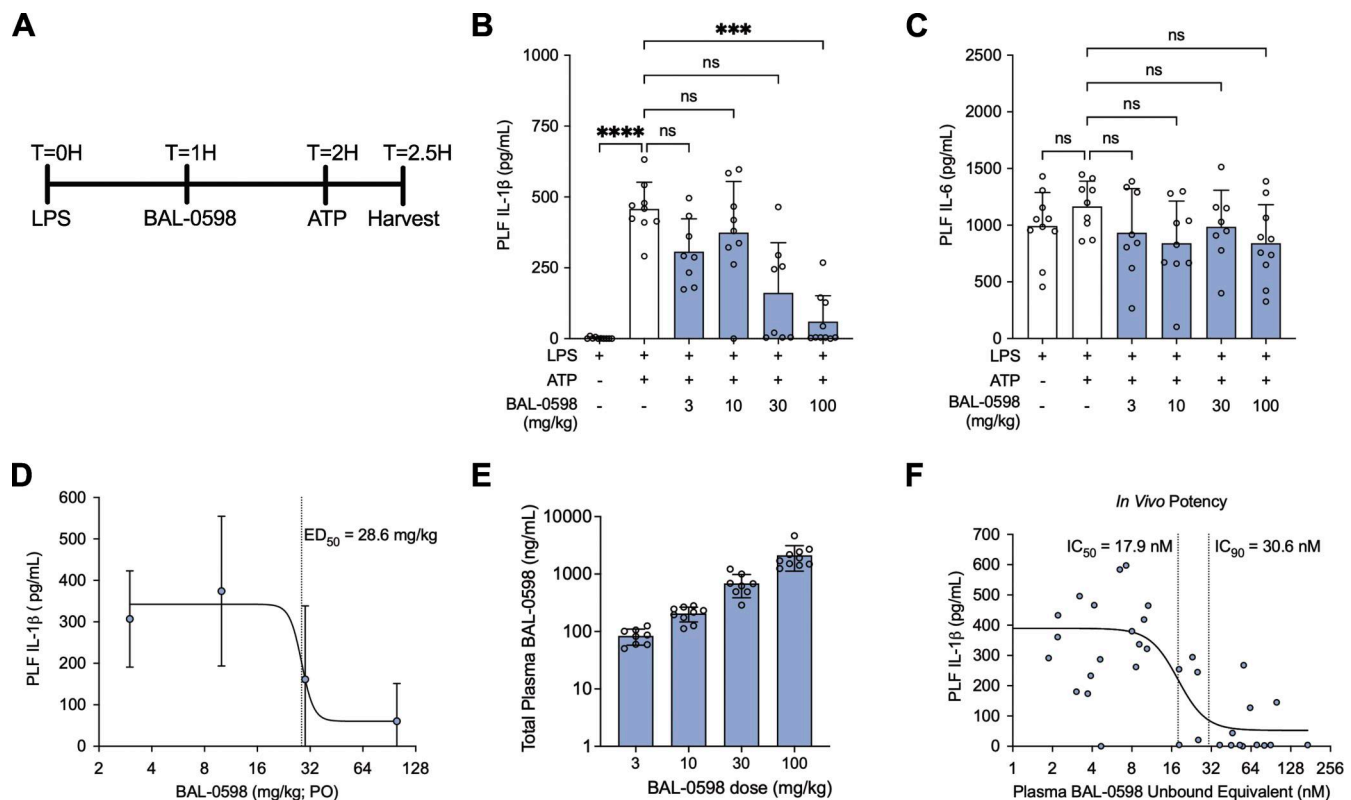 A
T=0H T=1H T=2H T=2.5H
LPS BAL-0598 ATP Harvest
B
PLF IL-1β (pg/mL)
1000
750
500
250
0
***
ns
ns
**** ns
LPS + + + + + +
ATP - + + + + +
BAL-0598 (mg/kg) - - 3 10 30 100
C
PLF IL-6 (pg/mL)
2500
2000
1500
1000
500
0
ns
ns
ns
ns ns
LPS + + + + + +
ATP - + + + + +
BAL-0598 (mg/kg) - - 3 10 30 100
D
PLF IL-1β ( pg/mL)
600
500
400
300
200
100
0
ED50 = 28.6 mg/kg
2 4 8 16 32 64 128
BAL-0598 (mg/kg; PO)
E
Total Plasma BAL-0598 (ng/mL)
10000
1000
100
10
1
3 10 30 100
BAL-0598 dose (mg/kg)
F
In Vivo Potency
PLF IL-1β (pg/mL)
700
600
500
400
300
200
100
0
IC50 = 17.9 nM IC90 = 30.6 nM
1 2 4 8 16 32 64 128 256
Plasma BAL-0598 Unbound Equivalent (nM)